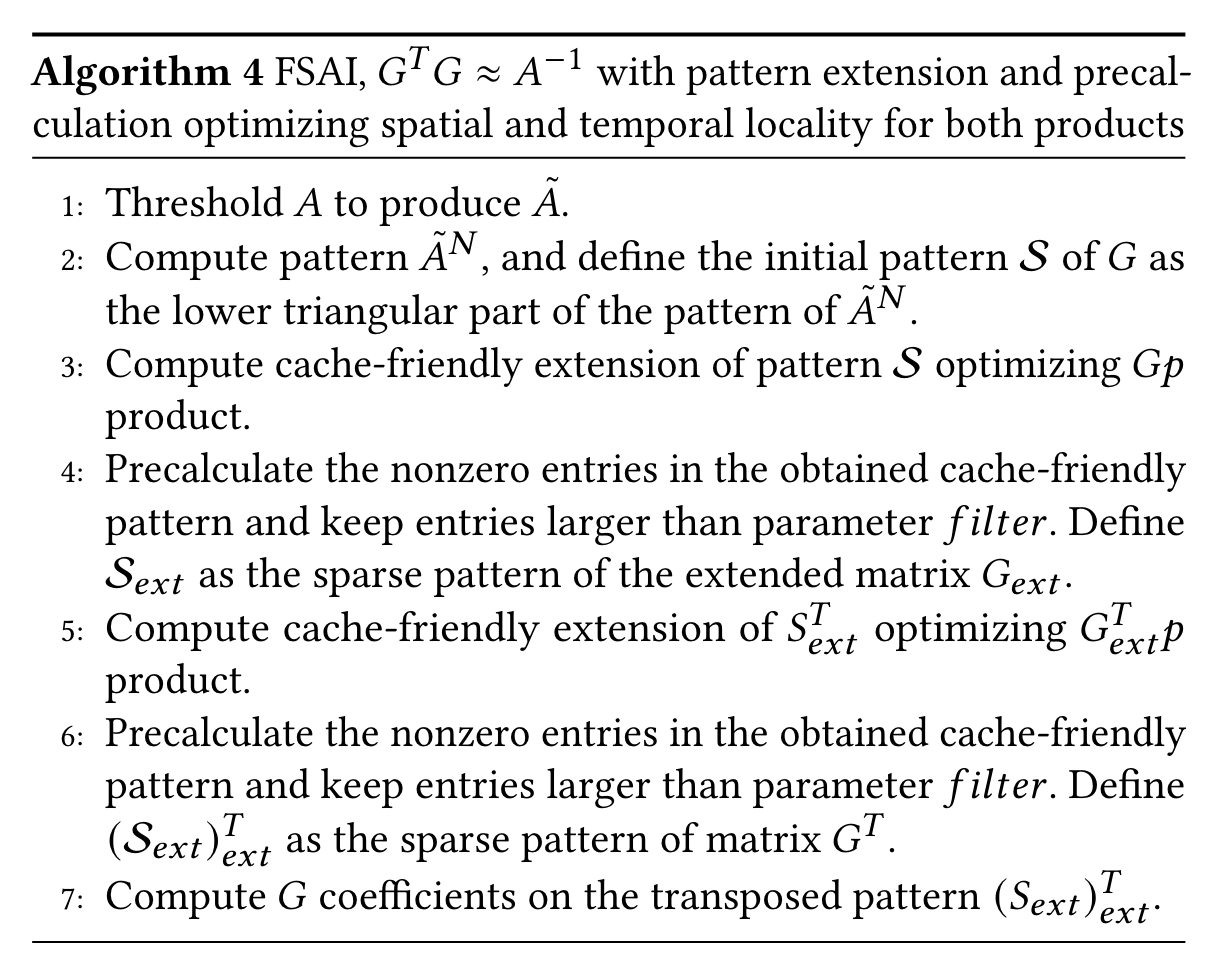 Algorithm 4 FSAI, $G^T G \approx A^{-1}$ with pattern extension and precal-
culation optimizing spatial and temporal locality for both products
1: Threshold $A$ to produce $\tilde{A}$.
2: Compute pattern $\tilde{A}^N$, and define the initial pattern $\mathcal{S}$ of $G$ as
the lower triangular part of the pattern of $\tilde{A}^N$.
3: Compute cache-friendly extension of pattern $\mathcal{S}$ optimizing $Gp$
product.
4: Precalculate the nonzero entries in the obtained cache-friendly
pattern and keep entries larger than parameter $filter$. Define
$\mathcal{S}_{ext}$ as the sparse pattern of the extended matrix $G_{ext}$.
5: Compute cache-friendly extension of $S_{ext}^T$ optimizing $G_{ext}^T p$
product.
6: Precalculate the nonzero entries in the obtained cache-friendly
pattern and keep entries larger than parameter $filter$. Define
$(\mathcal{S}_{ext})_{ext}^T$ as the sparse pattern of matrix $G^T$.
7: Compute $G$ coefficients on the transposed pattern $(S_{ext})_{ext}^T$.